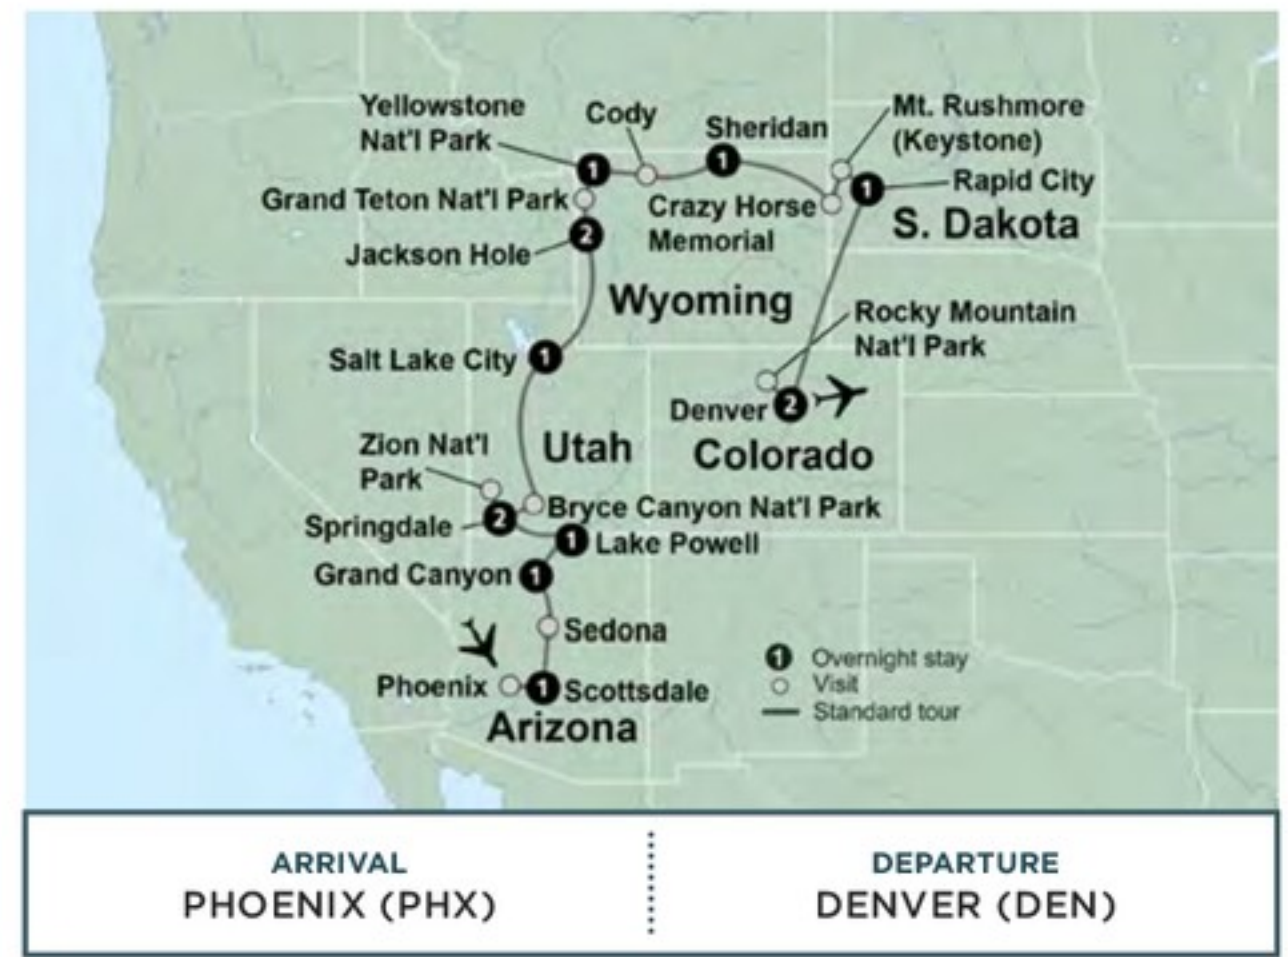 Yellowstone
Nat'l Park
Cody
Sheridan
Mt. Rushmore
(Keystone)
1
1
1
Rapid City
Grand Teton Nat'l Park
Crazy Horse
Memorial
S. Dakota
2
Jackson Hole
Wyoming
Rocky Mountain
Nat'l Park
Salt Lake City
1
Denver
2
Colorado
Utah
Zion Nat'l
Park
Bryce Canyon Nat'l Park
Springdale
2
1
Lake Powell
Grand Canyon
1
Sedona
Phoenix
1
Scottsdale
Arizona
1 Overnight stay
Visit
Standard tour
ARRIVAL
PHOENIX (PHX)
DEPARTURE
DENVER (DEN)